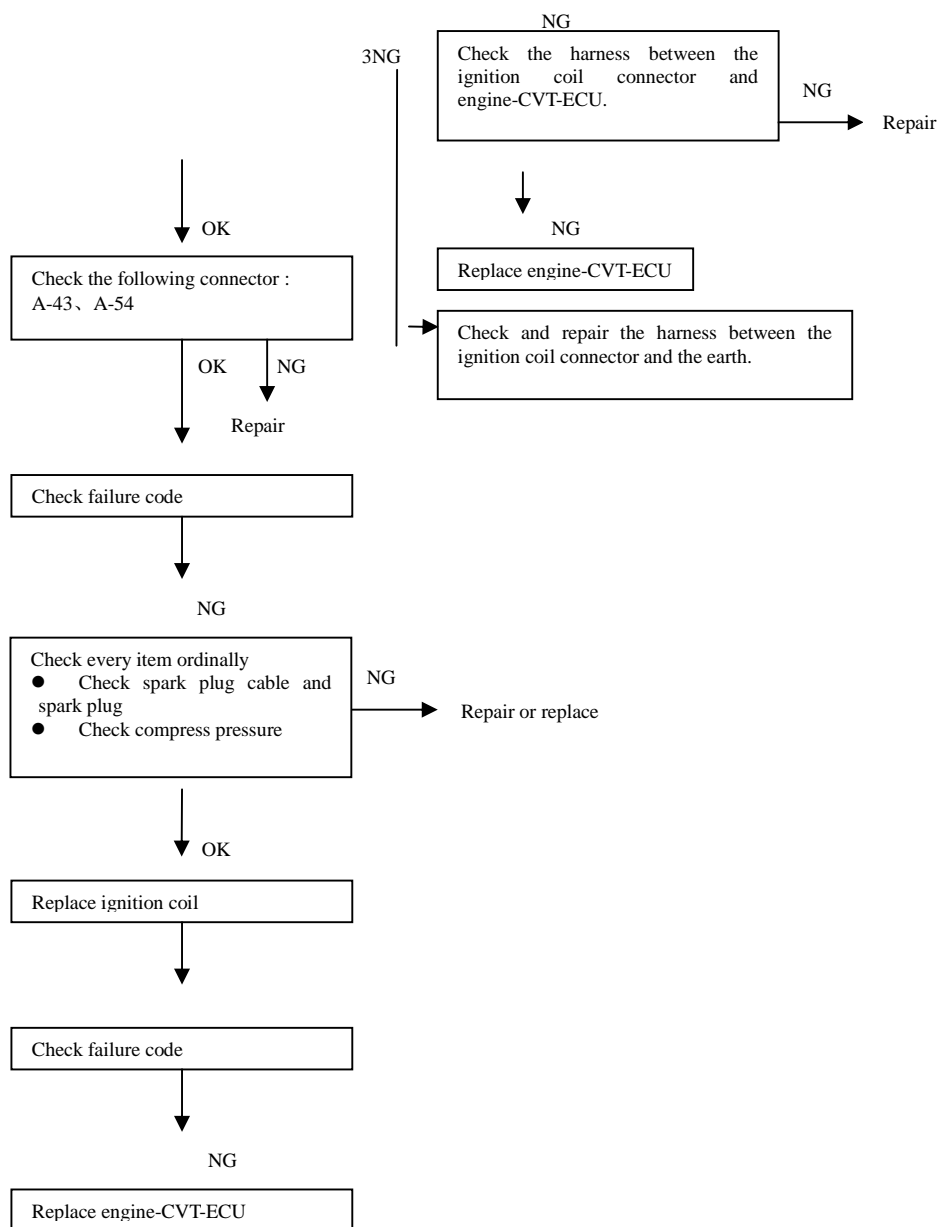 NG
3NG
Check the harness between the
ignition coil connector and
engine-CVT-ECU.
NG
Repair
OK
NG
Check the following connector :
A-43、A-54
Replace engine-CVT-ECU
Check and repair the harness between the
ignition coil connector and the earth.
OK
NG
Repair
Check failure code
NG
Check every item ordinally
● Check spark plug cable and
spark plug
● Check compress pressure
NG
Repair or replace
OK
Replace ignition coil
Check failure code
NG
Replace engine-CVT-ECU